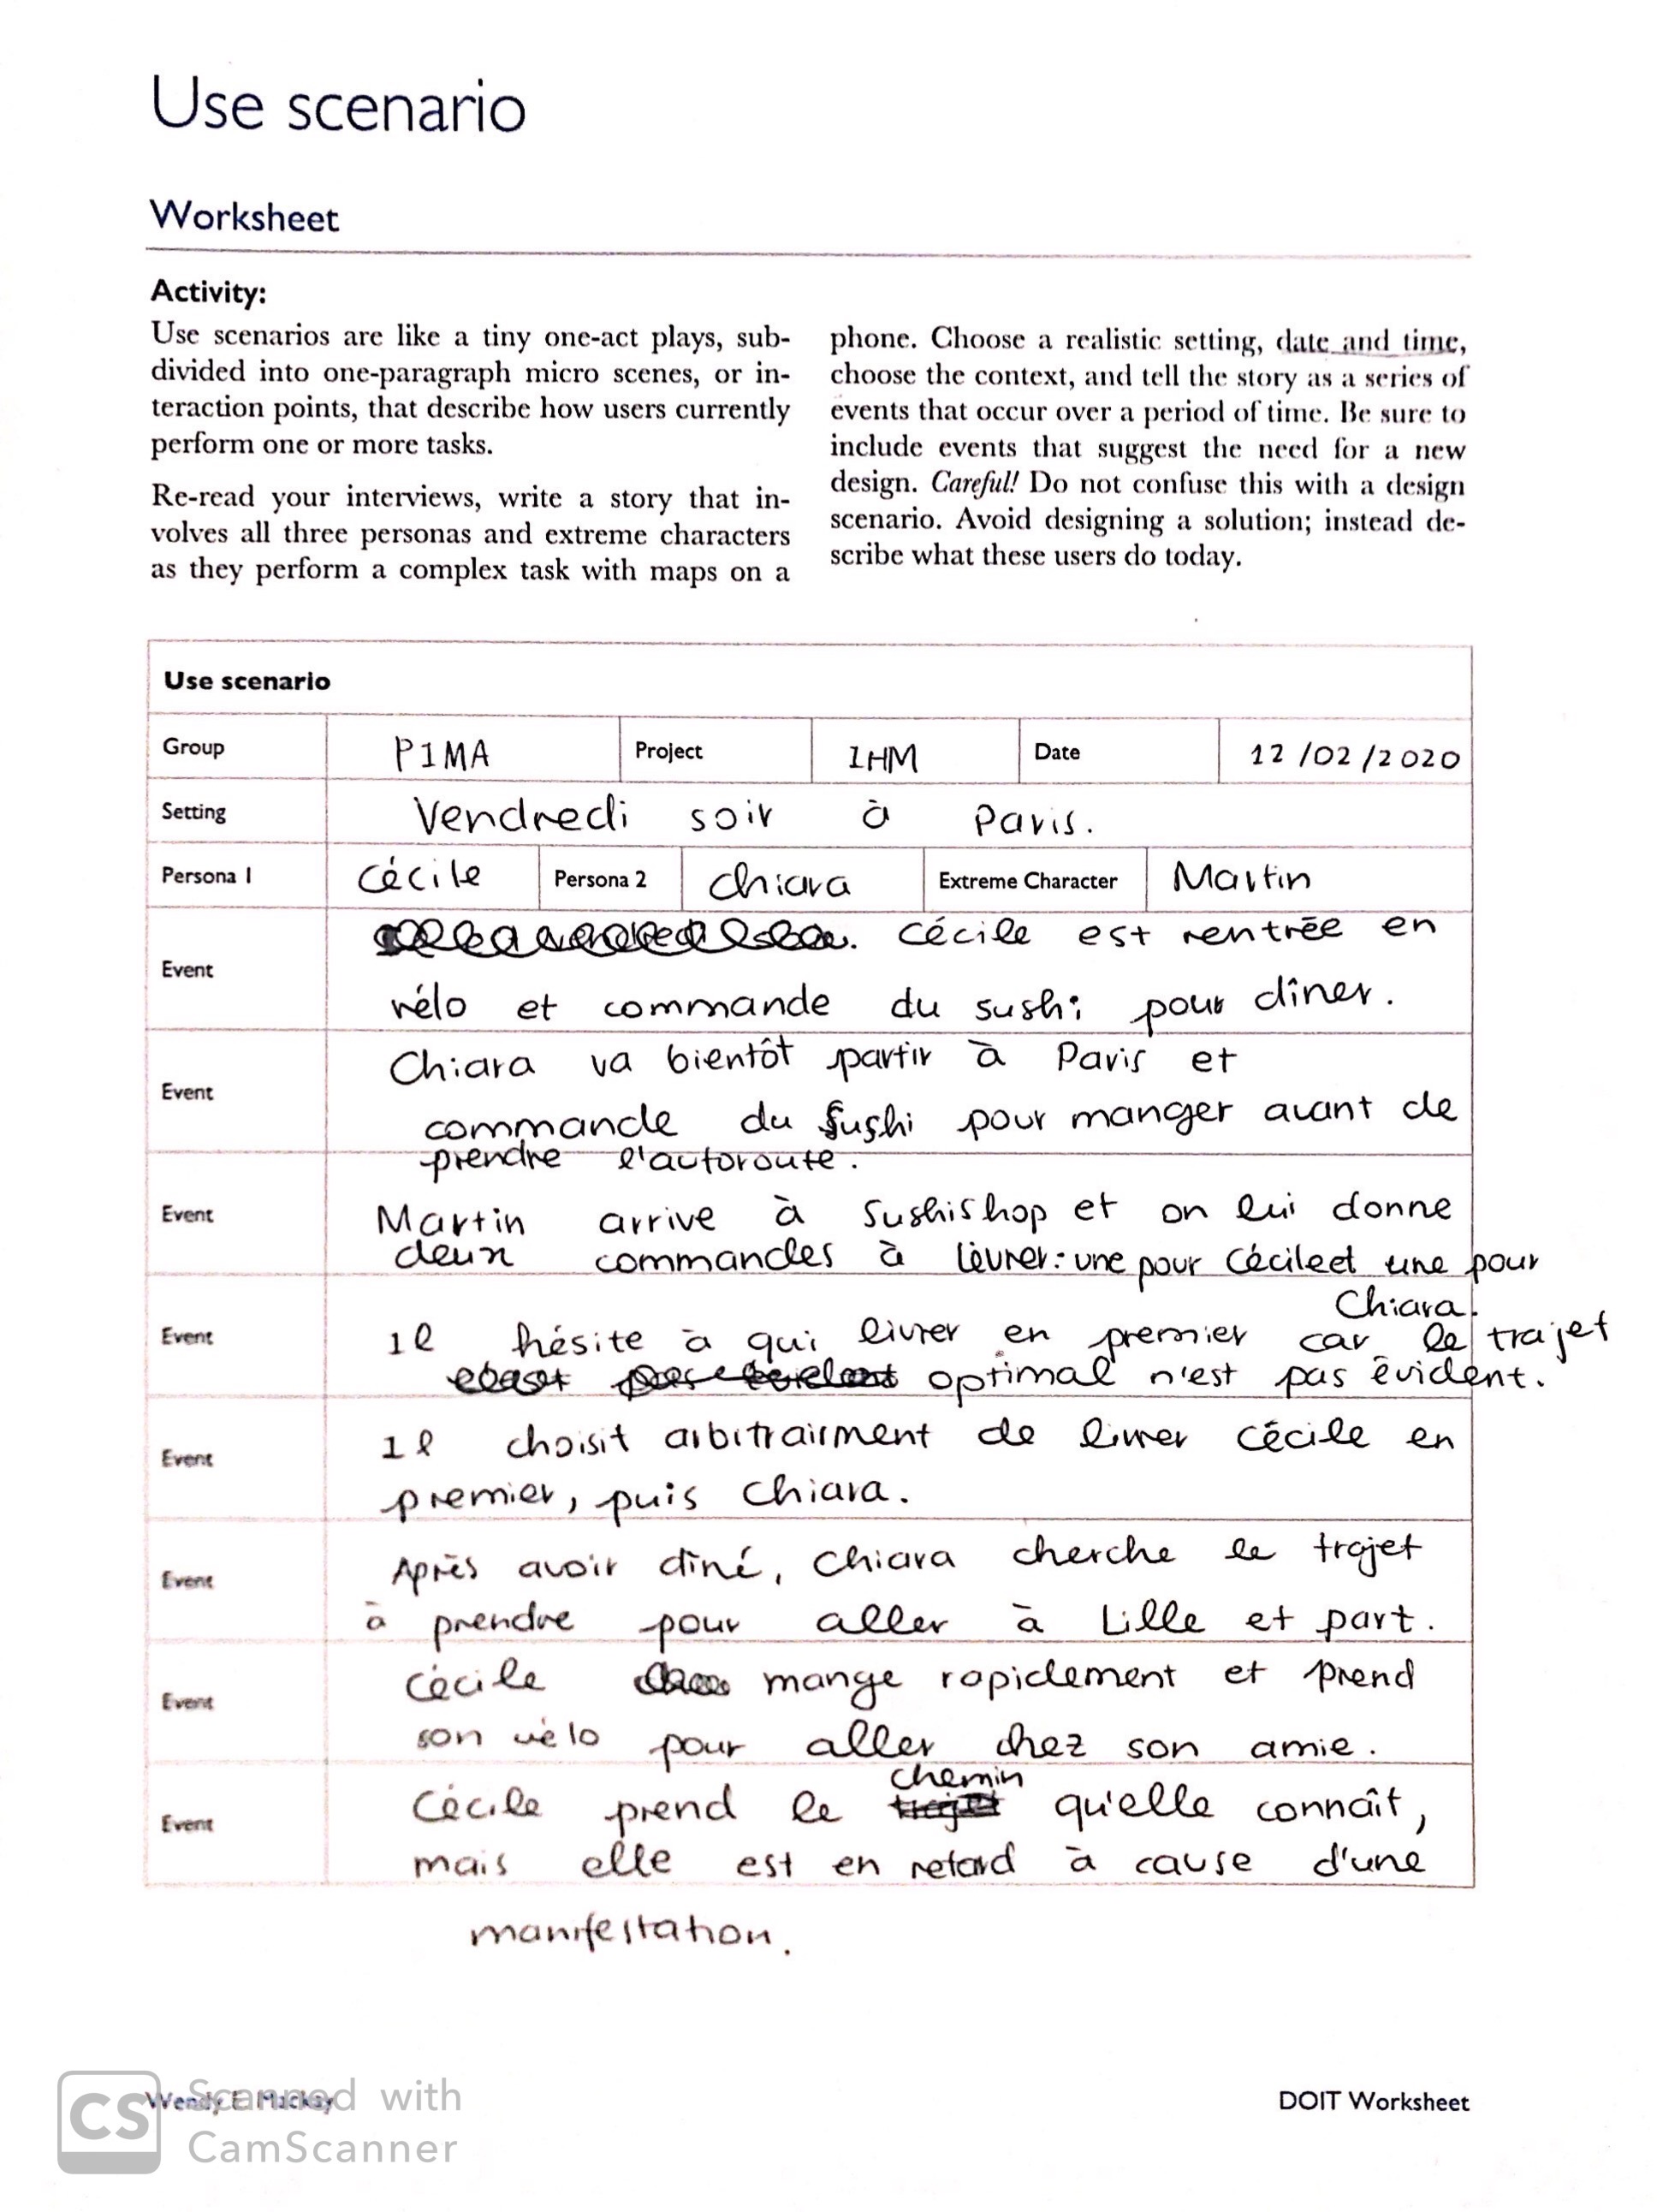 Use scenario
Worksheet
Activity:
Use scenarios are like a tiny one-act plays, sub-
divided into one-paragraph micro scenes, or in-
teraction points, that describe how users currently
perform one or more tasks.
Re-read your interviews, write a story that in-
volves all three personas and extreme characters
as they perform a complex task with maps on a
phone. Choose a realistic setting, date and time,
choose the context, and tell the story as a series of
events that occur over a period of time. Be sure to
include events that suggest the need for a new
design. Careful! Do not confuse this with a design
scenario. Avoid designing a solution; instead de-
scribe what these users do today.
Use scenario
Group P1MA Project IHM Date 12/02/2020
Setting Vendredi soir à Paris.
Persona 1 Cécile Persona 2 Chiara Extreme Character Martin
Event Cécile est rentrée en
vélo et commande du sushi pour dîner.
Event Chiara va bientôt partir à Paris et
commande du sushi pour manger avant de
prendre l'autoroute.
Event Martin arrive à Sushishop et on lui donne
deux commandes à livrer: une pour Cécile et une pour
Chiara.
Event Il hésite à qui livrer en premier car le trajet
optimal n'est pas évident.
Event Il choisit arbitrairment de livrer Cécile en
premier, puis Chiara.
Event Après avoir dîné, Chiara cherche le trajet
à prendre pour aller à Lille et part.
Event Cécile mange rapidement et prend
son vélo pour aller chez son amie.
Event Cécile prend le chemin qu'elle connaît,
mais elle est en retard à cause d'une
manifestation.
Wendy E. Mackay
DOIT Worksheet
CS Scanned with
CamScanner